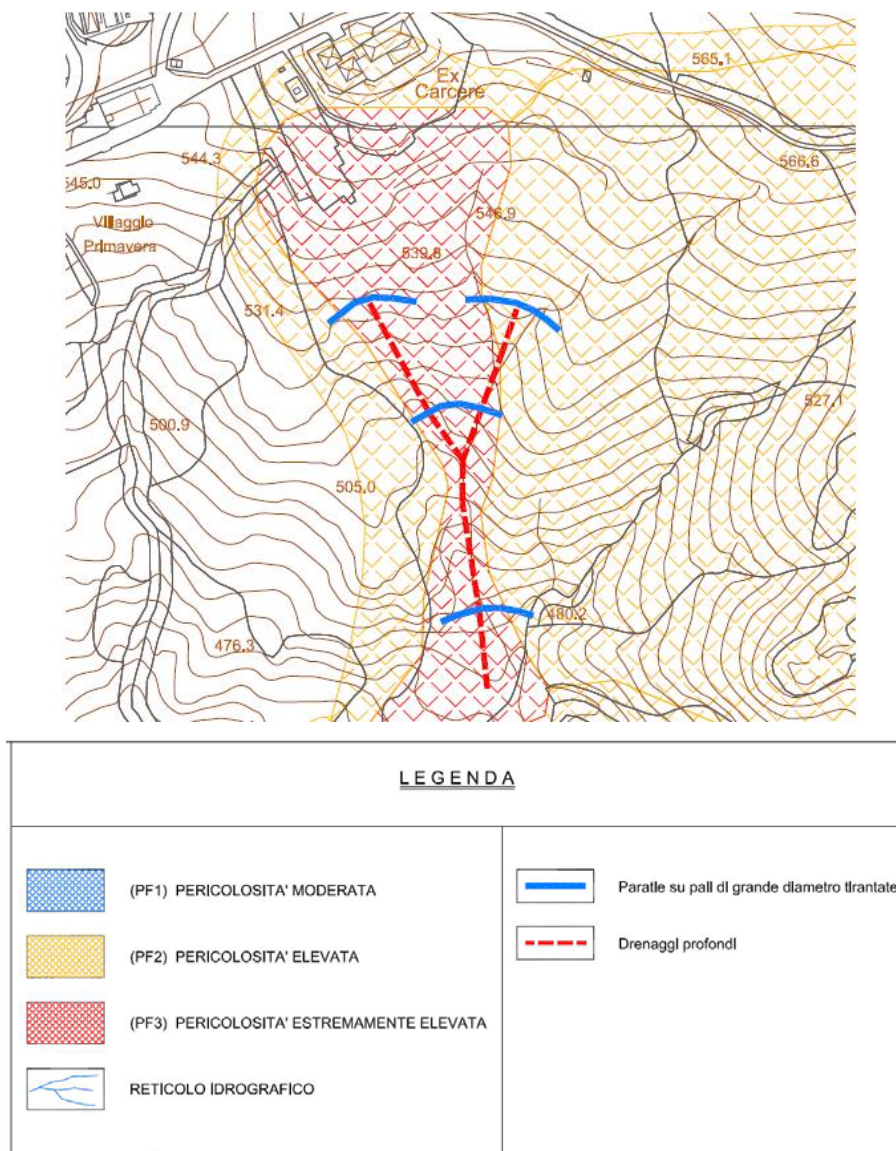 565.1
Ex
Carcere
544.3
566.6
545.0
546.9
Villaggio
Primavera
539.8
531.4
527.1
500.9
505.0
480.2
476.3
LEGENDA
(PF1) PERICOLOSITA' MODERATA
(PF2) PERICOLOSITA' ELEVATA
(PF3) PERICOLOSITA' ESTREMAMENTE ELEVATA
RETICOLO IDROGRAFICO
Paratie su pali di grande diametro tirantate
Drenaggi profondi